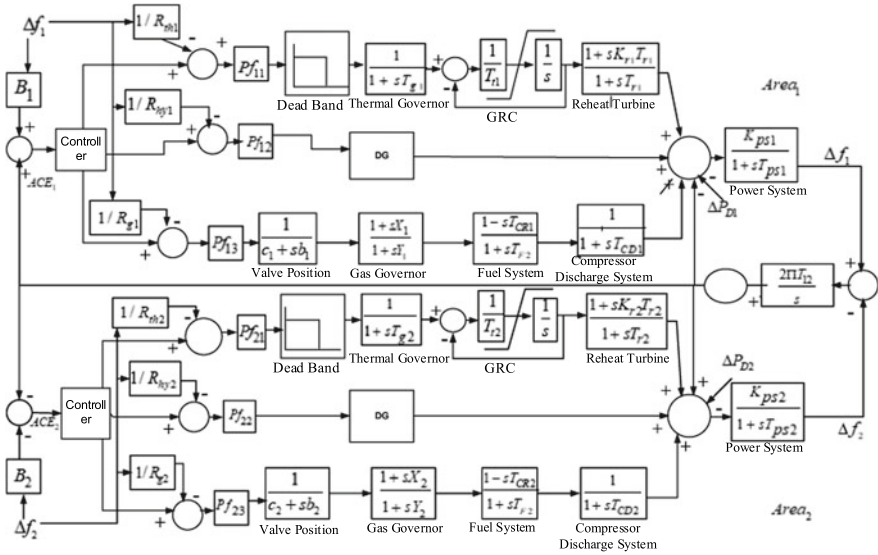 Δf1
1/Rth1
B1
+
+
ACE1
Controll
er
1/Rhy1
1/Rg1
Pf11
Dead Band
1
1+sTg1
Thermal Governor
1
Tt1
1
s
GRC
1+sKr1Tr1
1+sTr1
Reheat Turbine
Area1
Pf12
DG
Kps1
1+sTps1
Power System
Δf1
ΔPD1
Pf13
1
c1+sb1
Valve Position
1+sX1
1+sY1
Gas Governor
1-sTCR1
1+sTF2
Fuel System
1
1+sTCD1
Compressor
Discharge System
2ΠT12
s
1/Rth2
Pf21
Dead Band
1
1+sTg2
Thermal Governor
1
Tt2
1
s
GRC
1+sKr2Tr2
1+sTr2
Reheat Turbine
ΔPD2
ACE2
Controll
er
1/Rhy2
Pf22
DG
Kps2
1+sTps2
Power System
Δf2
B2
Δf2
1/Rg2
Pf23
1
c2+sb2
Valve Position
1+sX2
1+sY2
Gas Governor
1-sTCR2
1+sTF2
Fuel System
1
1+sTCD2
Compressor
Discharge System
Area2